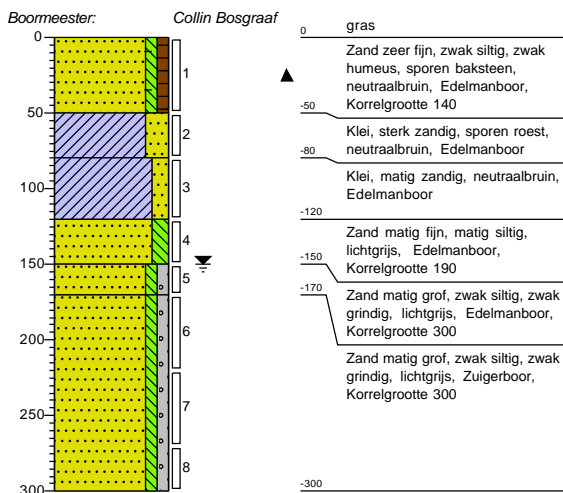 Boormeester: Collin Bosgraaf
0
50
100
150
200
250
300
1
2
3
4
5
6
7
8
0 gras
Zand zeer fijn, zwak siltig, zwak
humeus, sporen baksteen,
neutraalbruin, Edelmanboor,
Korrelgrootte 140
-50
Klei, sterk zandig, sporen roest,
neutraalbruin, Edelmanboor
-80
Klei, matig zandig, neutraalbruin,
Edelmanboor
-120
Zand matig fijn, matig siltig,
lichtgrijs, Edelmanboor,
Korrelgrootte 190
-150
Zand matig grof, zwak siltig, zwak
grindig, lichtgrijs, Edelmanboor,
Korrelgrootte 300
-170
Zand matig grof, zwak siltig, zwak
grindig, lichtgrijs, Zuigerboor,
Korrelgrootte 300
-300